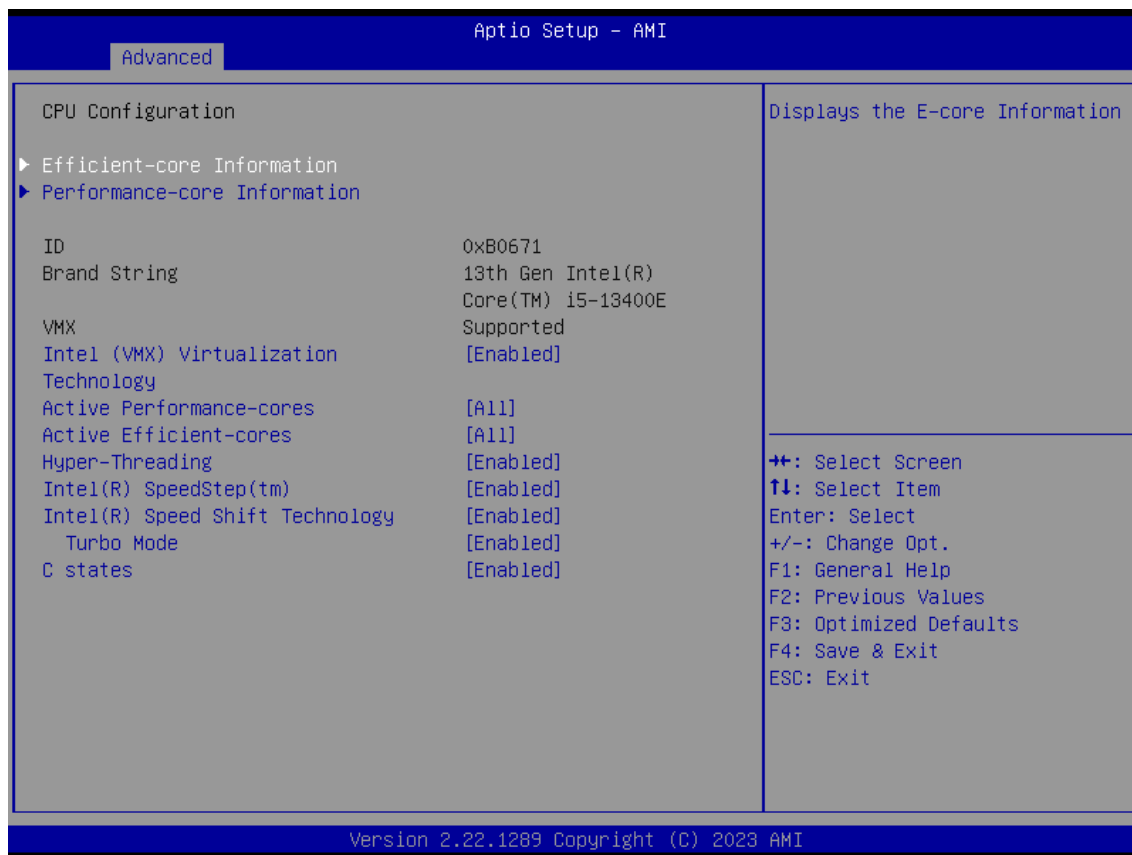 Aptio Setup – AMI
Advanced
CPU Configuration
Efficient-core Information
Performance-core Information
ID 0xB0671
Brand String 13th Gen Intel(R)
Core(TM) i5-13400E
VMX Supported
Intel (VMX) Virtualization [Enabled]
Technology
Active Performance-cores [All]
Active Efficient-cores [All]
Hyper-Threading [Enabled]
Intel(R) SpeedStep(tm) [Enabled]
Intel(R) Speed Shift Technology [Enabled]
Turbo Mode [Enabled]
C states [Enabled]
Displays the E-core Information
→←: Select Screen
↑↓: Select Item
Enter: Select
+/-: Change Opt.
F1: General Help
F2: Previous Values
F3: Optimized Defaults
F4: Save & Exit
ESC: Exit
Version 2.22.1289 Copyright (C) 2023 AMI